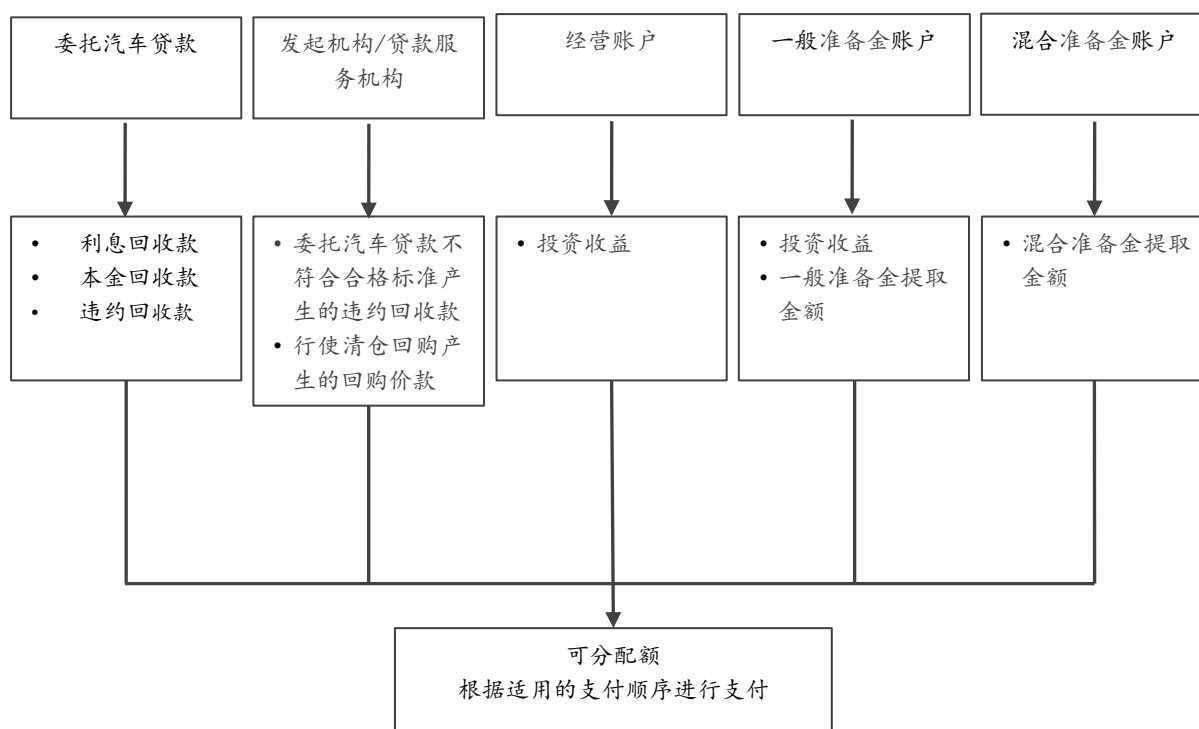 委托汽车贷款
发起机构/贷款服
务机构
经营账户
一般准备金账户
混合准备金账户
• 利息回收款
• 本金回收款
• 违约回收款
• 委托汽车贷款不
符合合格标准产
生的违约回收款
• 行使清仓回购产
生的回购价款
• 投资收益
• 投资收益
• 一般准备金提取
金额
• 混合准备金提取
金额
可分配额
根据适用的支付顺序进行支付